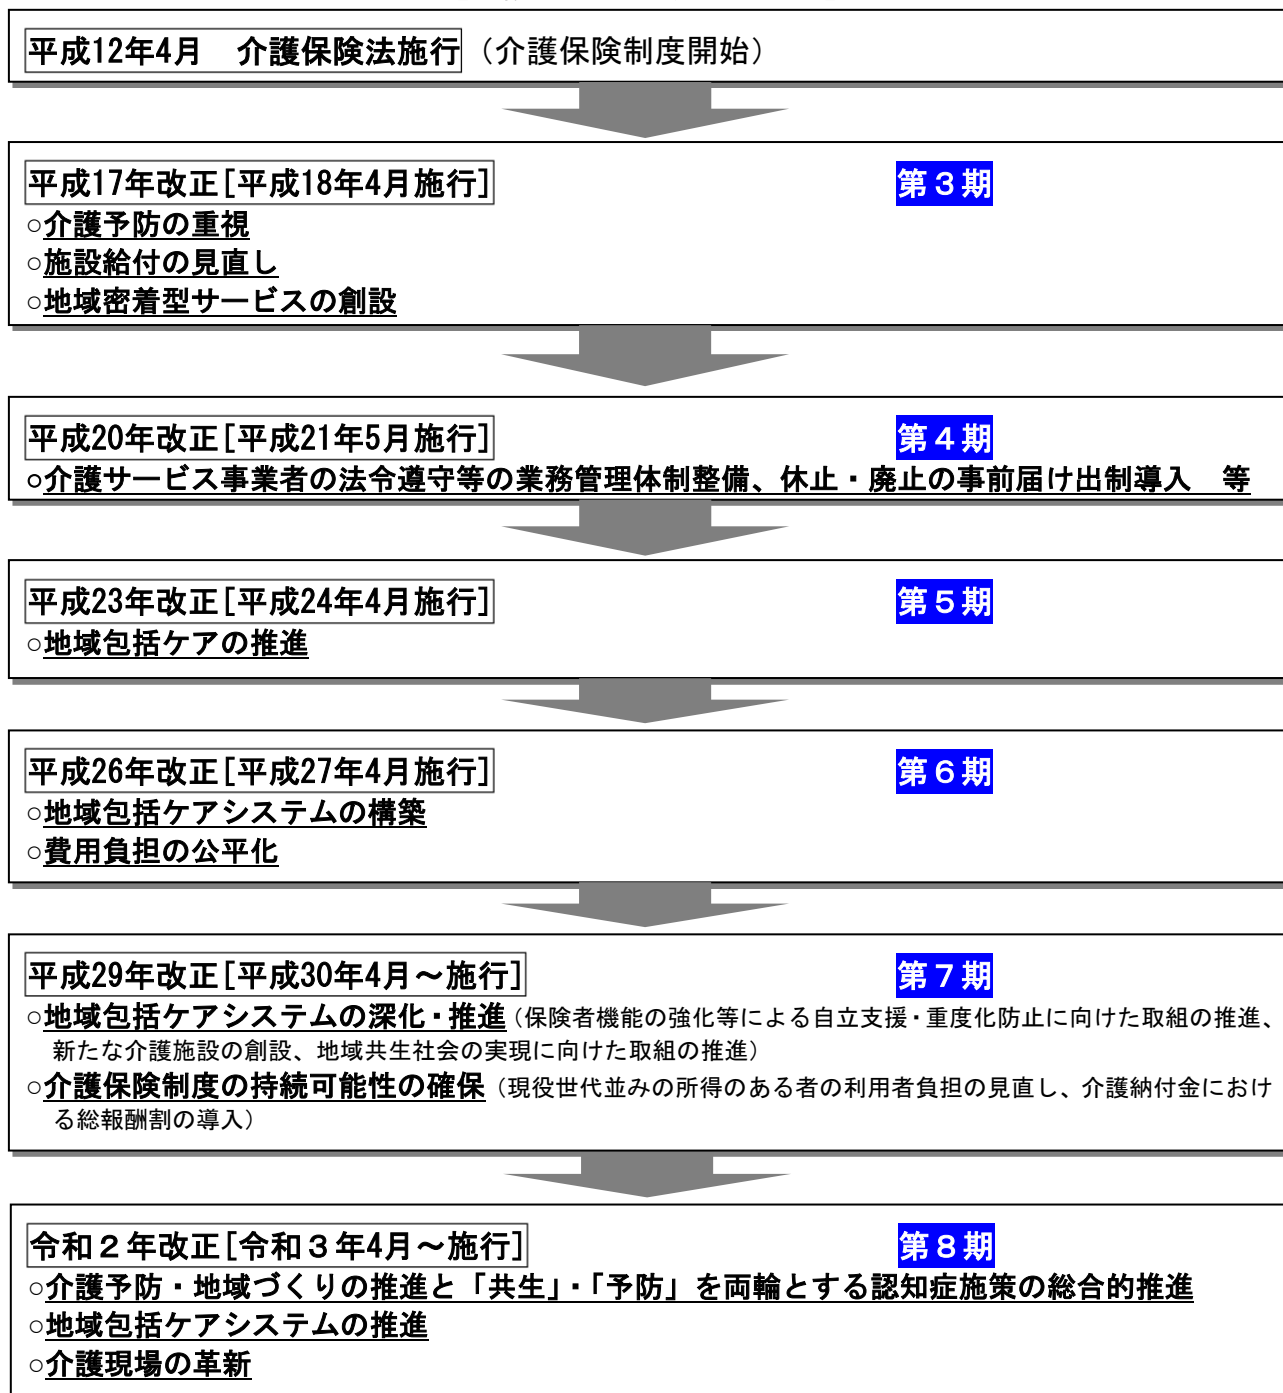 平成12年4月　介護保険法施行（介護保険制度開始）
平成17年改正[平成18年4月施行]　第３期
○介護予防の重視
○施設給付の見直し
○地域密着型サービスの創設
平成20年改正[平成21年5月施行]　第４期
○介護サービス事業者の法令遵守等の業務管理体制整備、休止・廃止の事前届け出制導入　等
平成23年改正[平成24年4月施行]　第５期
○地域包括ケアの推進
平成26年改正[平成27年4月施行]　第６期
○地域包括ケアシステムの構築
○費用負担の公平化
平成29年改正[平成30年4月～施行]　第７期
○地域包括ケアシステムの深化・推進（保険者機能の強化等による自立支援・重度化防止に向けた取組の推進、
新たな介護施設の創設、地域共生社会の実現に向けた取組の推進）
○介護保険制度の持続可能性の確保（現役世代並みの所得のある者の利用者負担の見直し、介護納付金におけ
る総報酬割の導入）
令和２年改正[令和３年4月～施行]　第８期
○介護予防・地域づくりの推進と「共生」・「予防」を両輪とする認知症施策の総合的推進
○地域包括ケアシステムの推進
○介護現場の革新